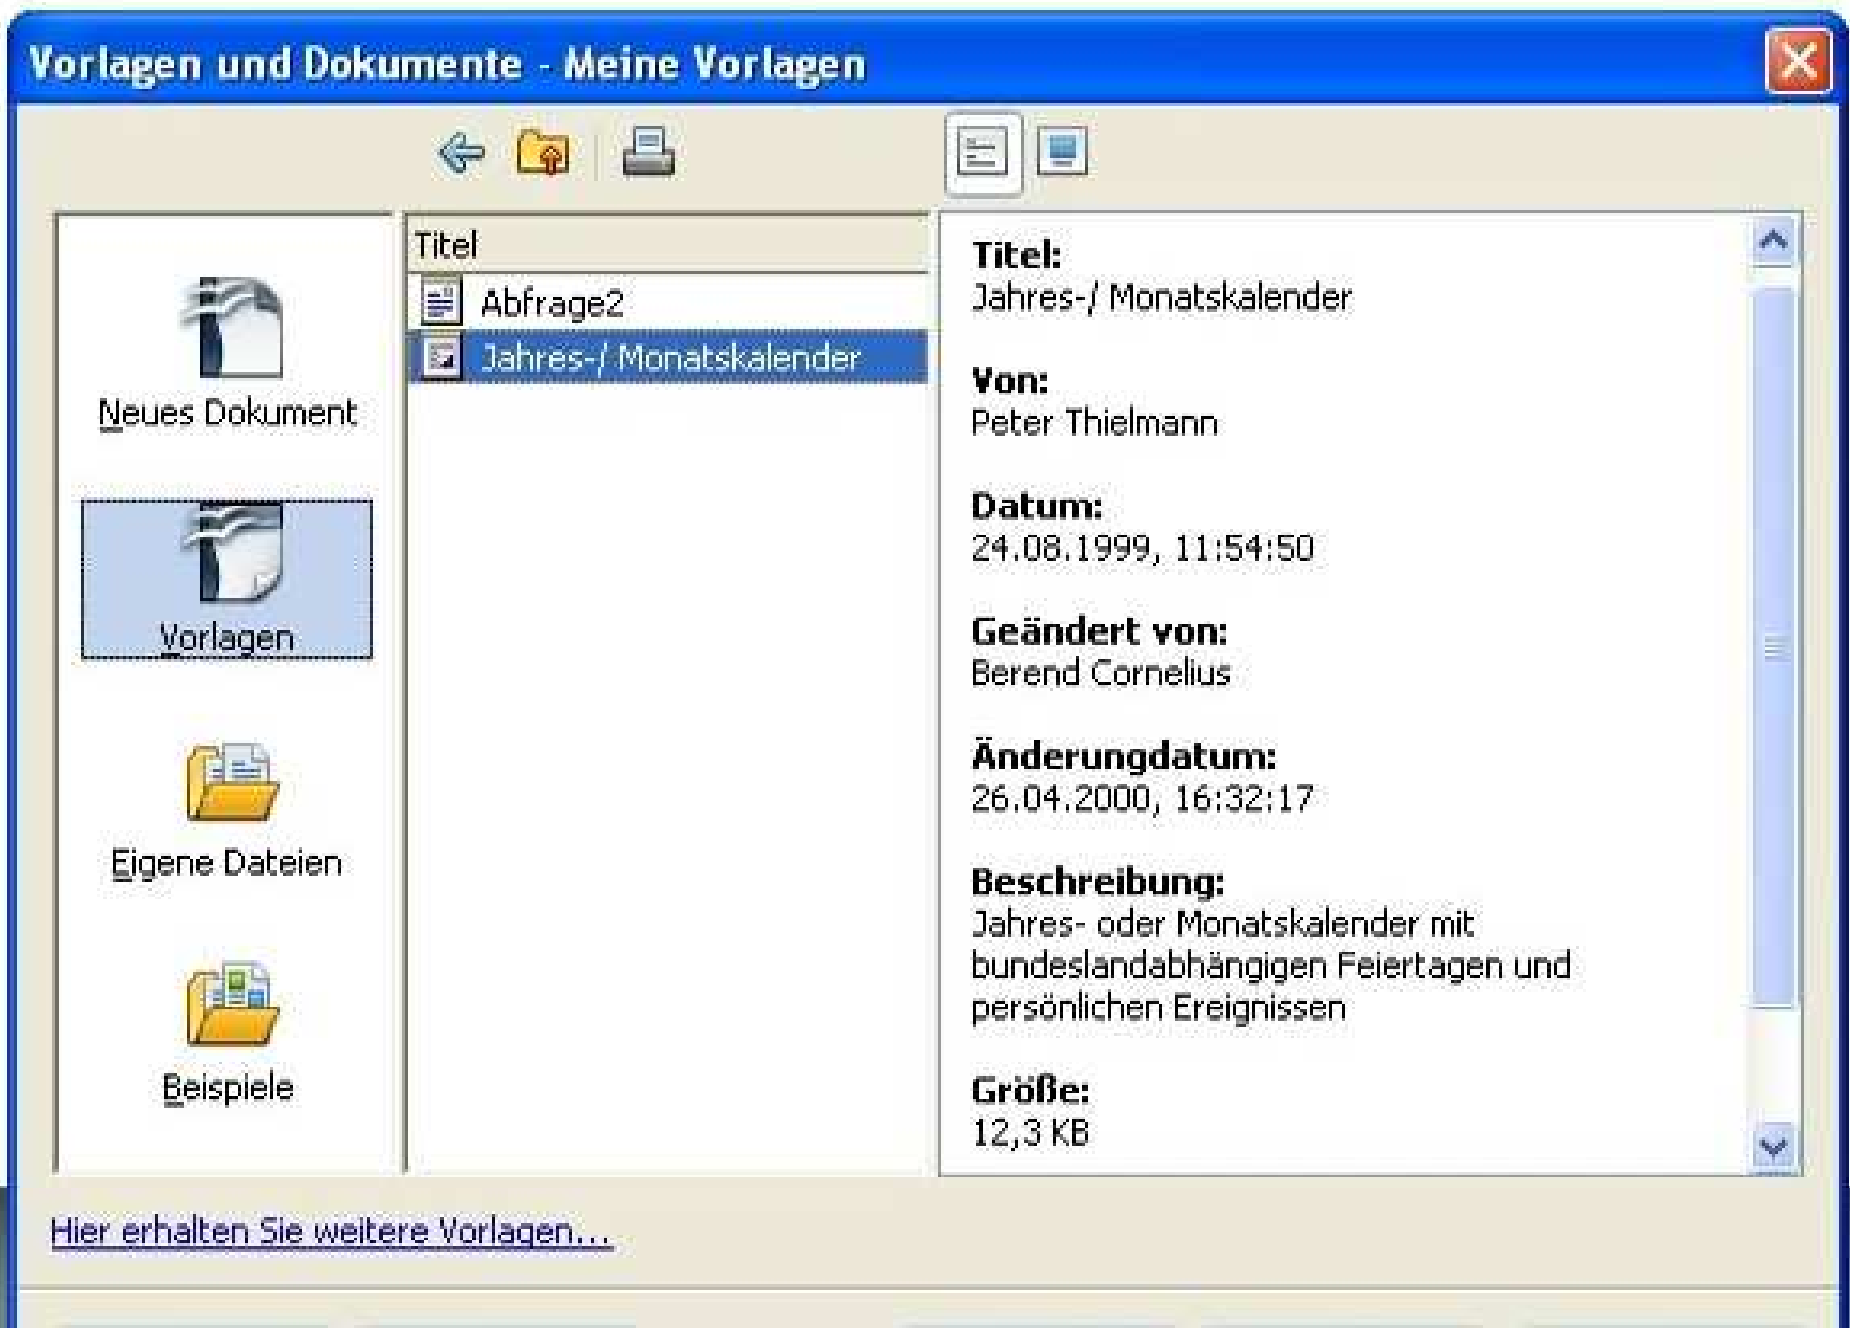 Vorlagen und Dokumente - Meine Vorlagen
Neues Dokument
Vorlagen
Eigene Dateien
Beispiele
Titel
Abfrage2
Jahres-/ Monatskalender
Titel:
Jahres-/ Monatskalender
Von:
Peter Thielmann
Datum:
24.08.1999, 11:54:50
Geändert von:
Berend Cornelius
Änderungdatum:
26.04.2000, 16:32:17
Beschreibung:
Jahres- oder Monatskalender mit
bundeslandabhängigen Feiertagen und
persönlichen Ereignissen
Größe:
12,3 KB
Hier erhalten Sie weitere Vorlagen...